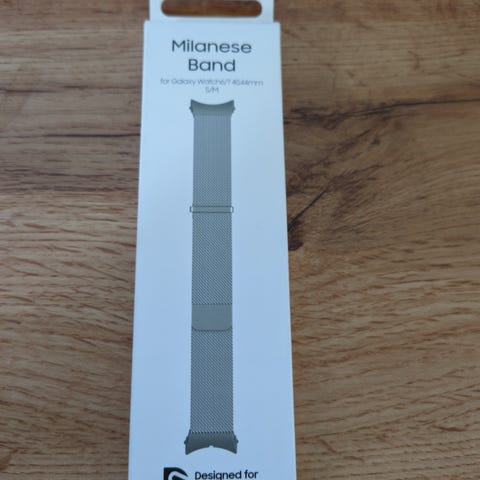 Milanese
Band
for Galaxy Watch6/7 40/44mm
S/M
Designed for